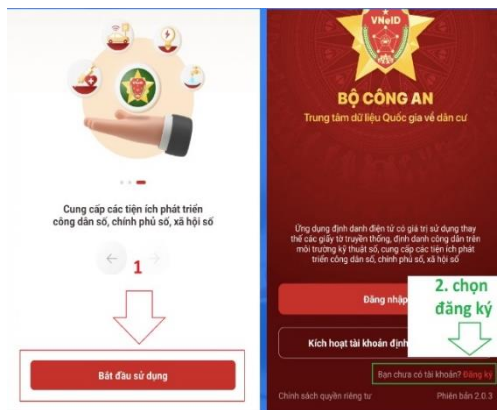 Cung cấp các tiện ích phát triển
công dân số, chính phủ số, xã hội số
1
Bắt đầu sử dụng
VNeID
BỘ CÔNG AN
Trung tâm dữ liệu Quốc gia về dân cư
Ứng dụng định danh điện tử có giá trị sử dụng thay
thế các giấy tờ truyền thống, định danh công dân trên
môi trường kỹ thuật số, cung cấp các tiện ích phát
triển công dân số, chính phủ số, xã hội số
Đăng nhập
2. chọn
đăng ký
Kích hoạt tài khoản định
Bạn chưa có tài khoản? Đăng ký
Chính sách quyền riêng tư
Phiên bản 2.0.3